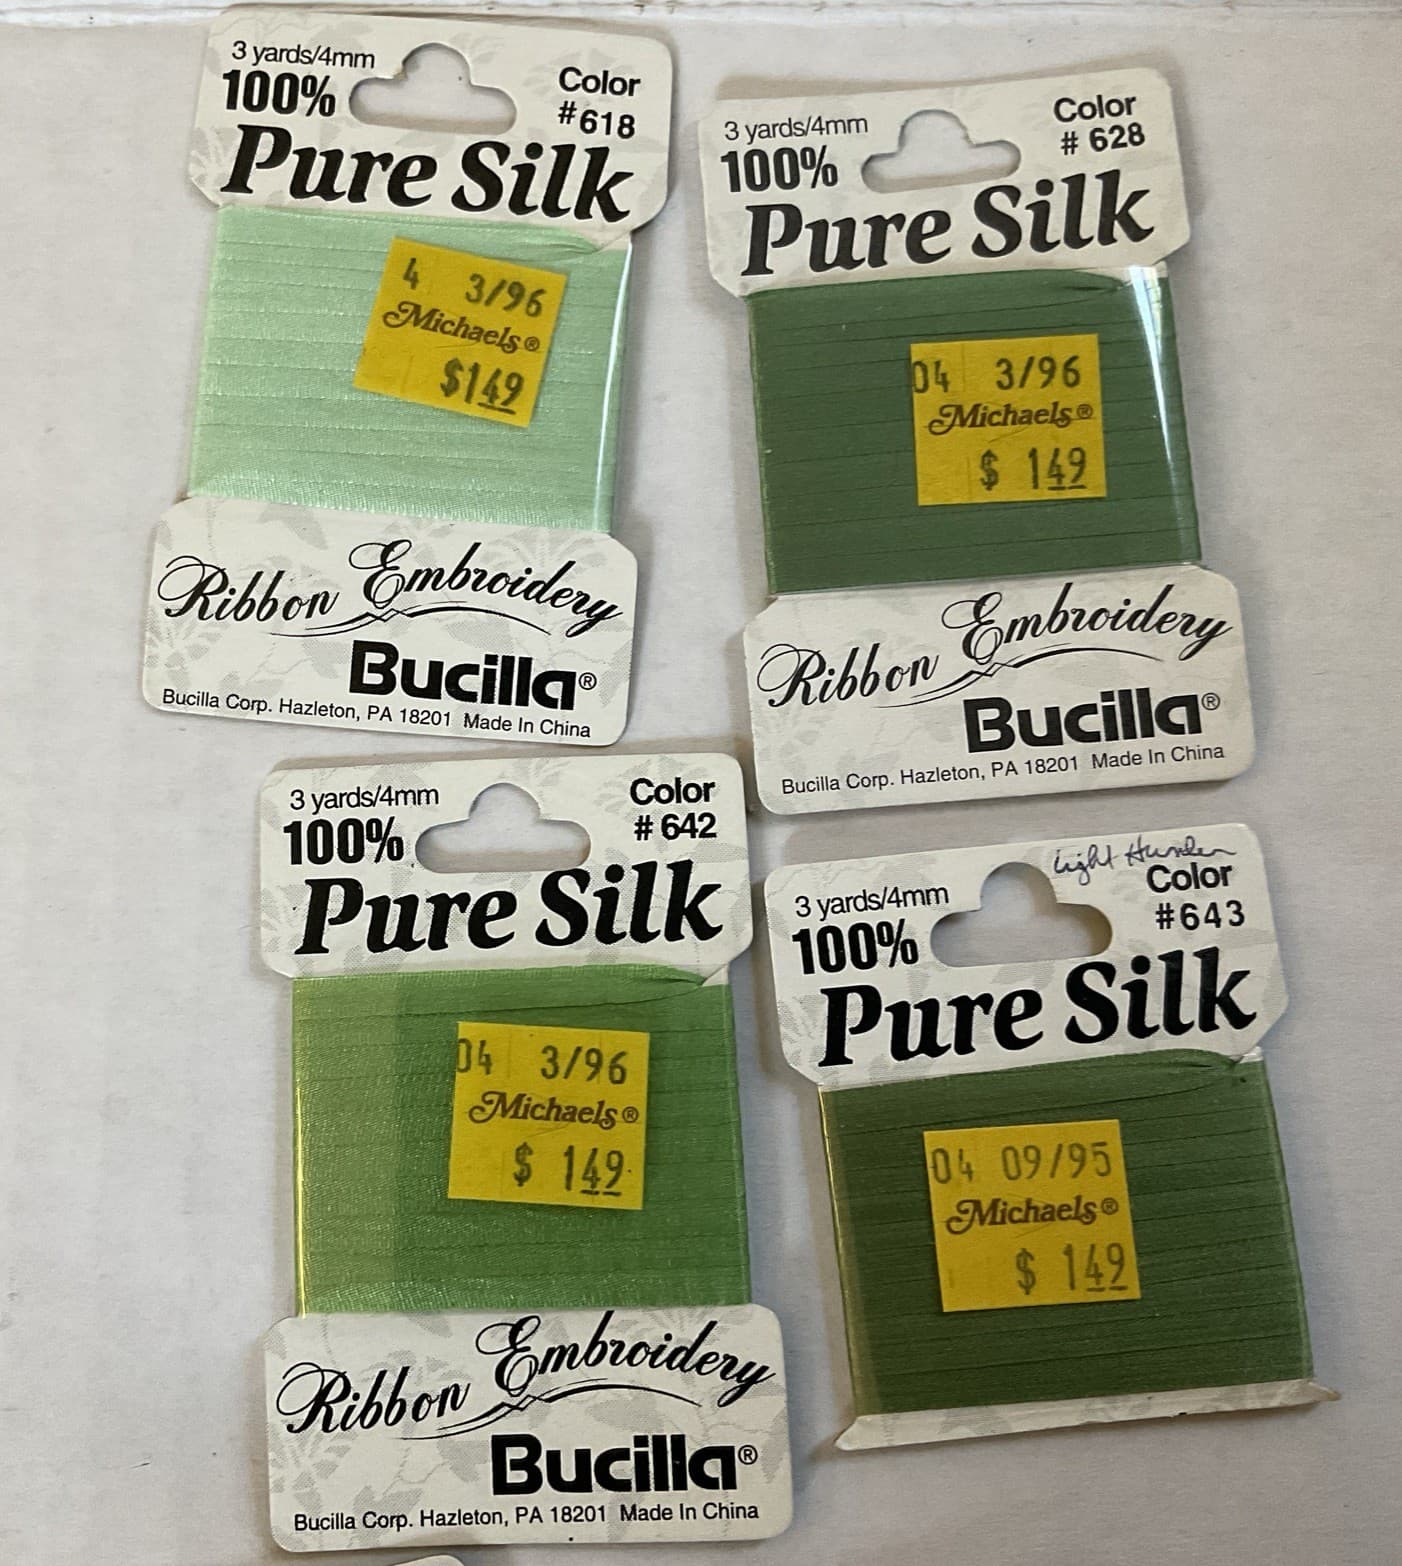 3 yards/4mm
100%
Color
#618
Pure Silk
4 3/96
Michaels®
$149
Ribbon Embroidery
Bucilla®
Bucilla Corp. Hazleton, PA 18201 Made In China
3 yards/4mm
100%
Color
# 628
Pure Silk
04 3/96
Michaels®
$ 149
Ribbon Embroidery
Bucilla®
Bucilla Corp. Hazleton, PA 18201 Made In China
3 yards/4mm
100%
Color
# 642
Pure Silk
04 3/96
Michaels®
$ 149
Ribbon Embroidery
Bucilla®
Bucilla Corp. Hazleton, PA 18201 Made In China
Light
3 yards/4mm
100%
Color
#643
Pure Silk
04 09/95
Michaels®
$ 149